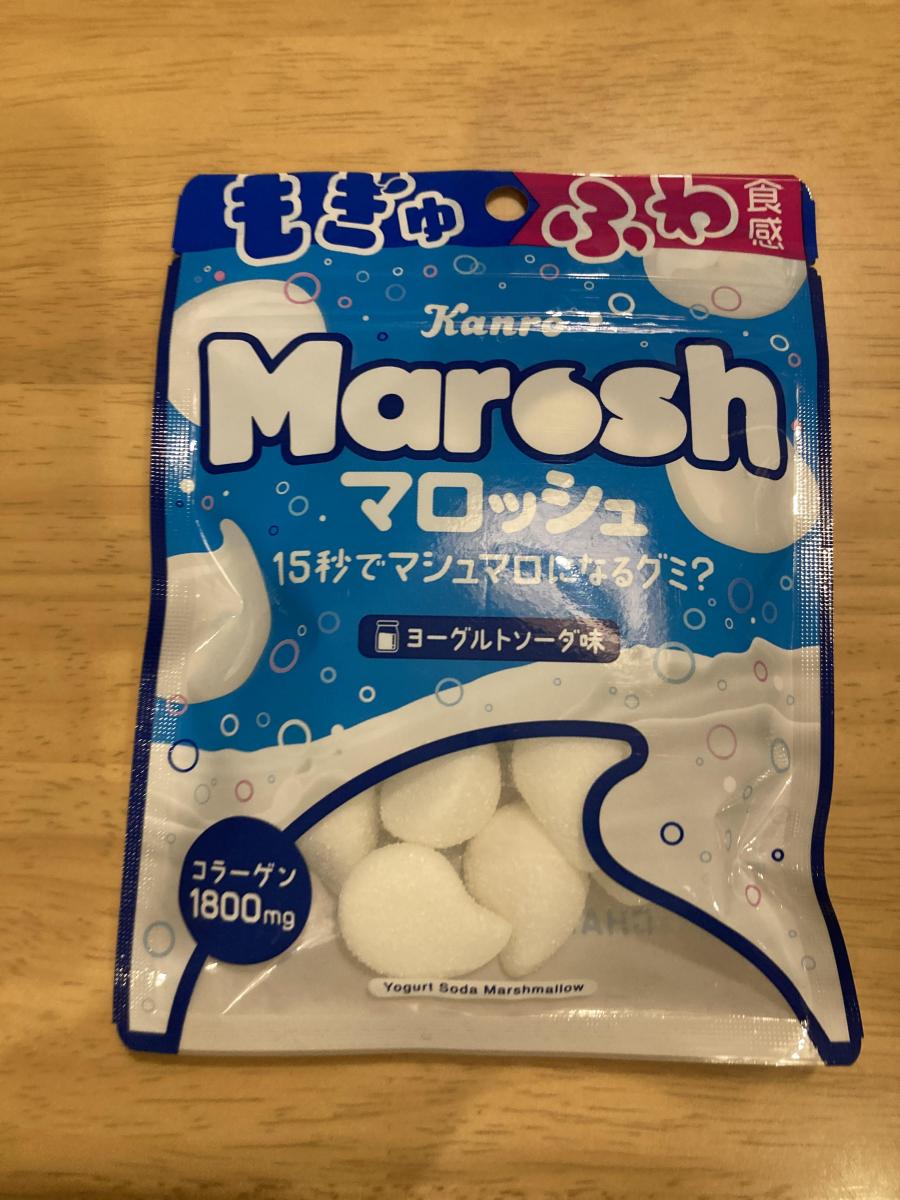 もぎゅ ふわ 食感
Kanro
Marosh
マロッシュ
15秒でマシュマロになるグミ?
ヨーグルトソーダ味
コラーゲン
1800mg
Yogurt Soda Marshmallow